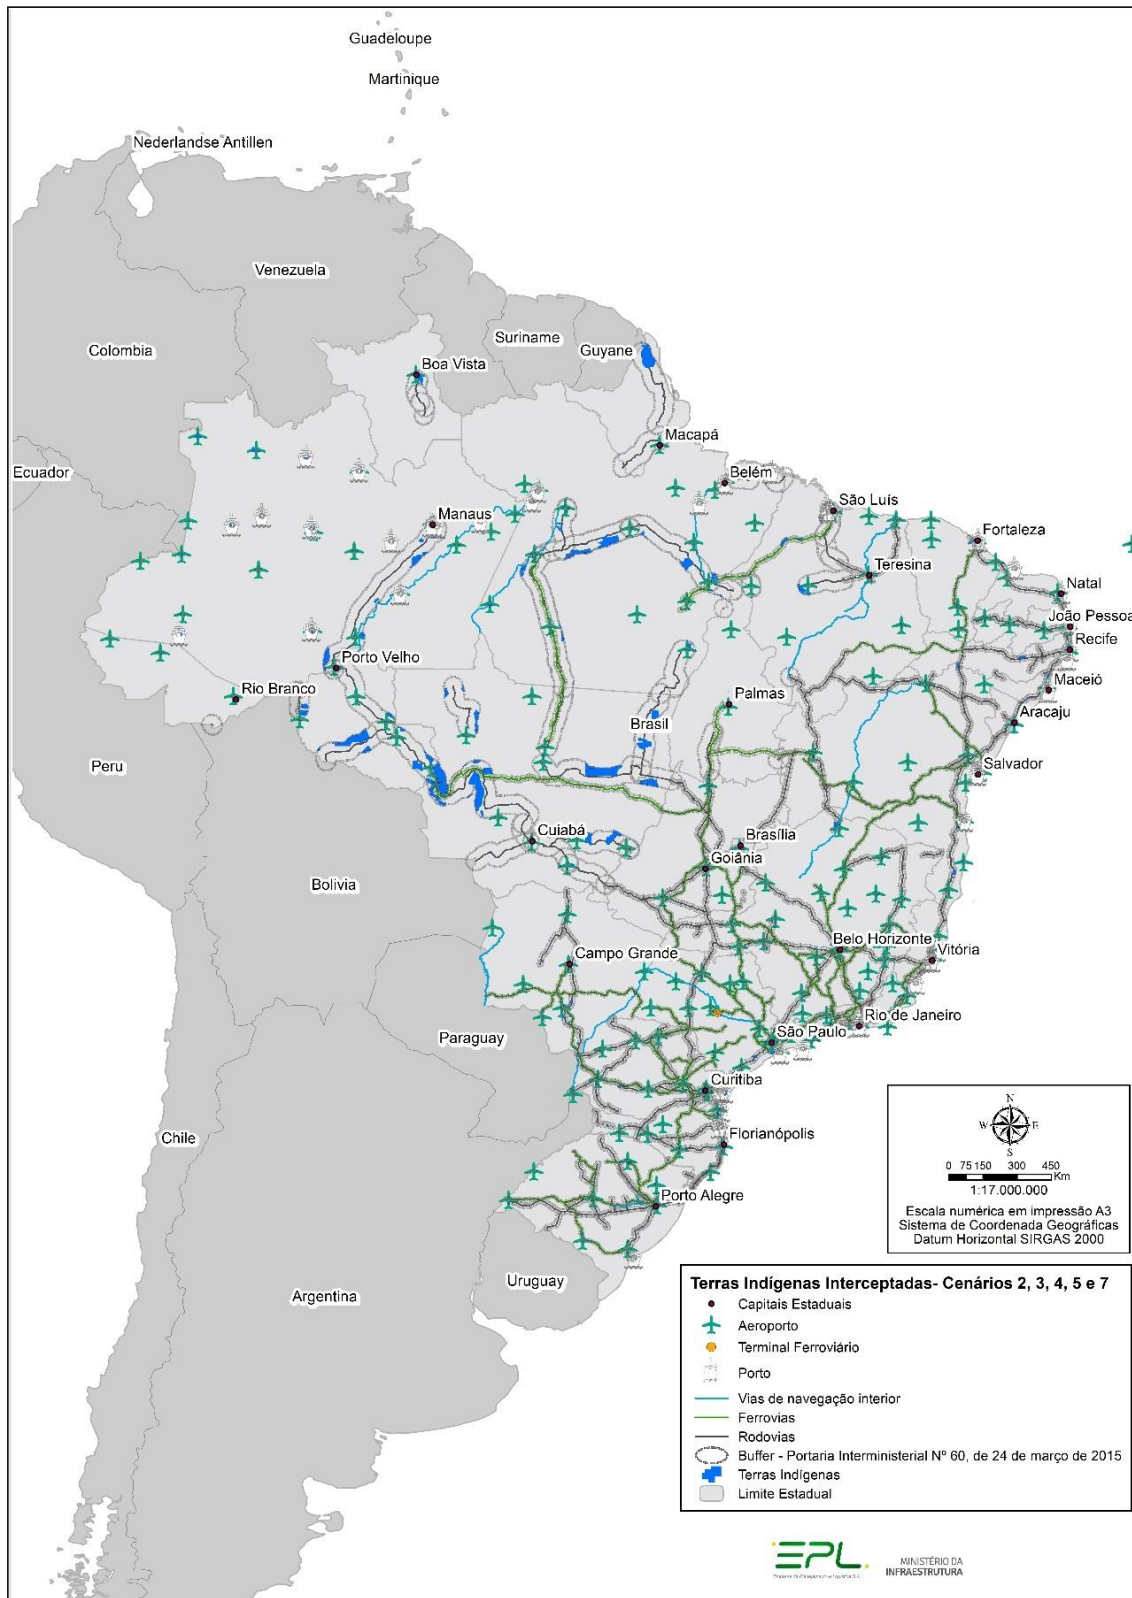 Guadeloupe
Martinique
Nederlandse Antillen
Venezuela
Suriname
Guyane
Colombia
Boa Vista
Macapá
Ecuador
Belém
São Luís
Manaus
Fortaleza
Teresina
Natal
João Pessoa
Recife
Porto Velho
Maceió
Rio Branco
Palmas
Aracaju
Brasil
Peru
Salvador
Cuiabá
Brasília
Goiânia
Bolivia
Belo Horizonte
Vitória
Campo Grande
Rio de Janeiro
São Paulo
Paraguay
Curitiba
Chile
Florianópolis
Porto Alegre
Uruguay
Argentina
N
W E
S
0 75 150 300 450
Km
1:17.000.000
Escala numérica em impressão A3
Sistema de Coordenada Geográficas
Datum Horizontal SIRGAS 2000
Terras Indígenas Interceptadas- Cenários 2, 3, 4, 5 e 7
Capitais Estaduais
Aeroporto
Terminal Ferroviário
Porto
Vias de navegação interior
Ferrovias
Rodovias
Buffer - Portaria Interministerial Nº 60, de 24 de março de 2015
Terras Indígenas
Limite Estadual
EPL
MINISTÉRIO DA
INFRAESTRUTURA